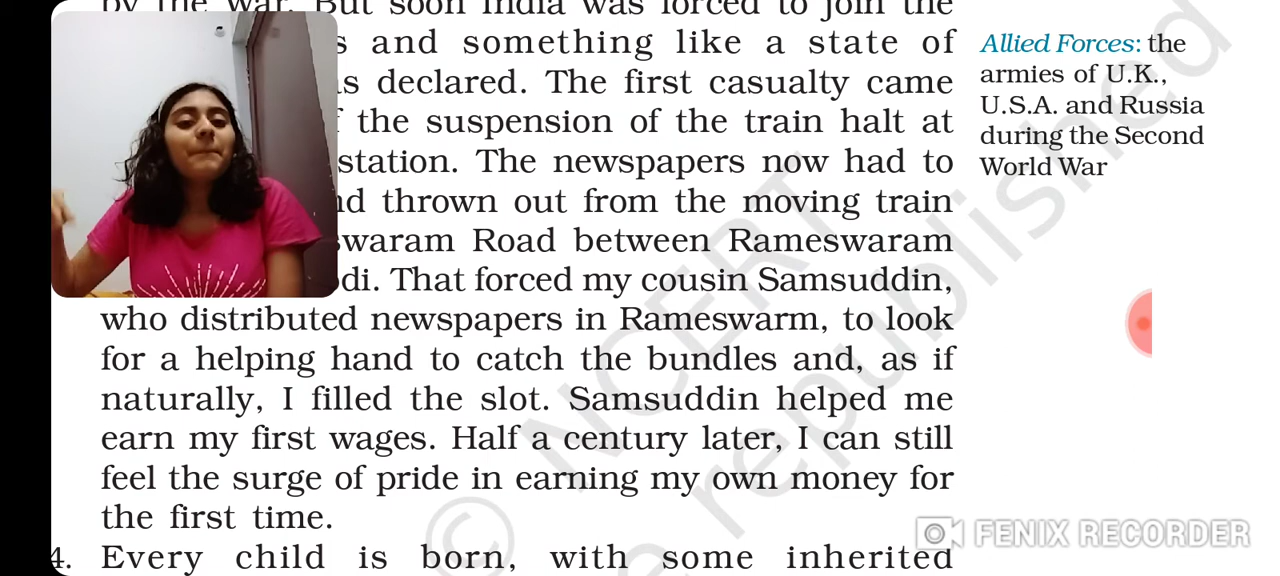 by the war. But soon India was forced to join the
s and something like a state of
is declared. The first casualty came
f the suspension of the train halt at
station. The newspapers now had to
nd thrown out from the moving train
swaram Road between Rameswaram
odi. That forced my cousin Samsuddin,
who distributed newspapers in Rameswarm, to look
for a helping hand to catch the bundles and, as if
naturally, I filled the slot. Samsuddin helped me
earn my first wages. Half a century later, I can still
feel the surge of pride in earning my own money for
the first time.
4. Every child is born, with some inherited
Allied Forces: the
armies of U.K.,
U.S.A. and Russia
during the Second
World War
© NCERT
republished
FENIX RECORDER